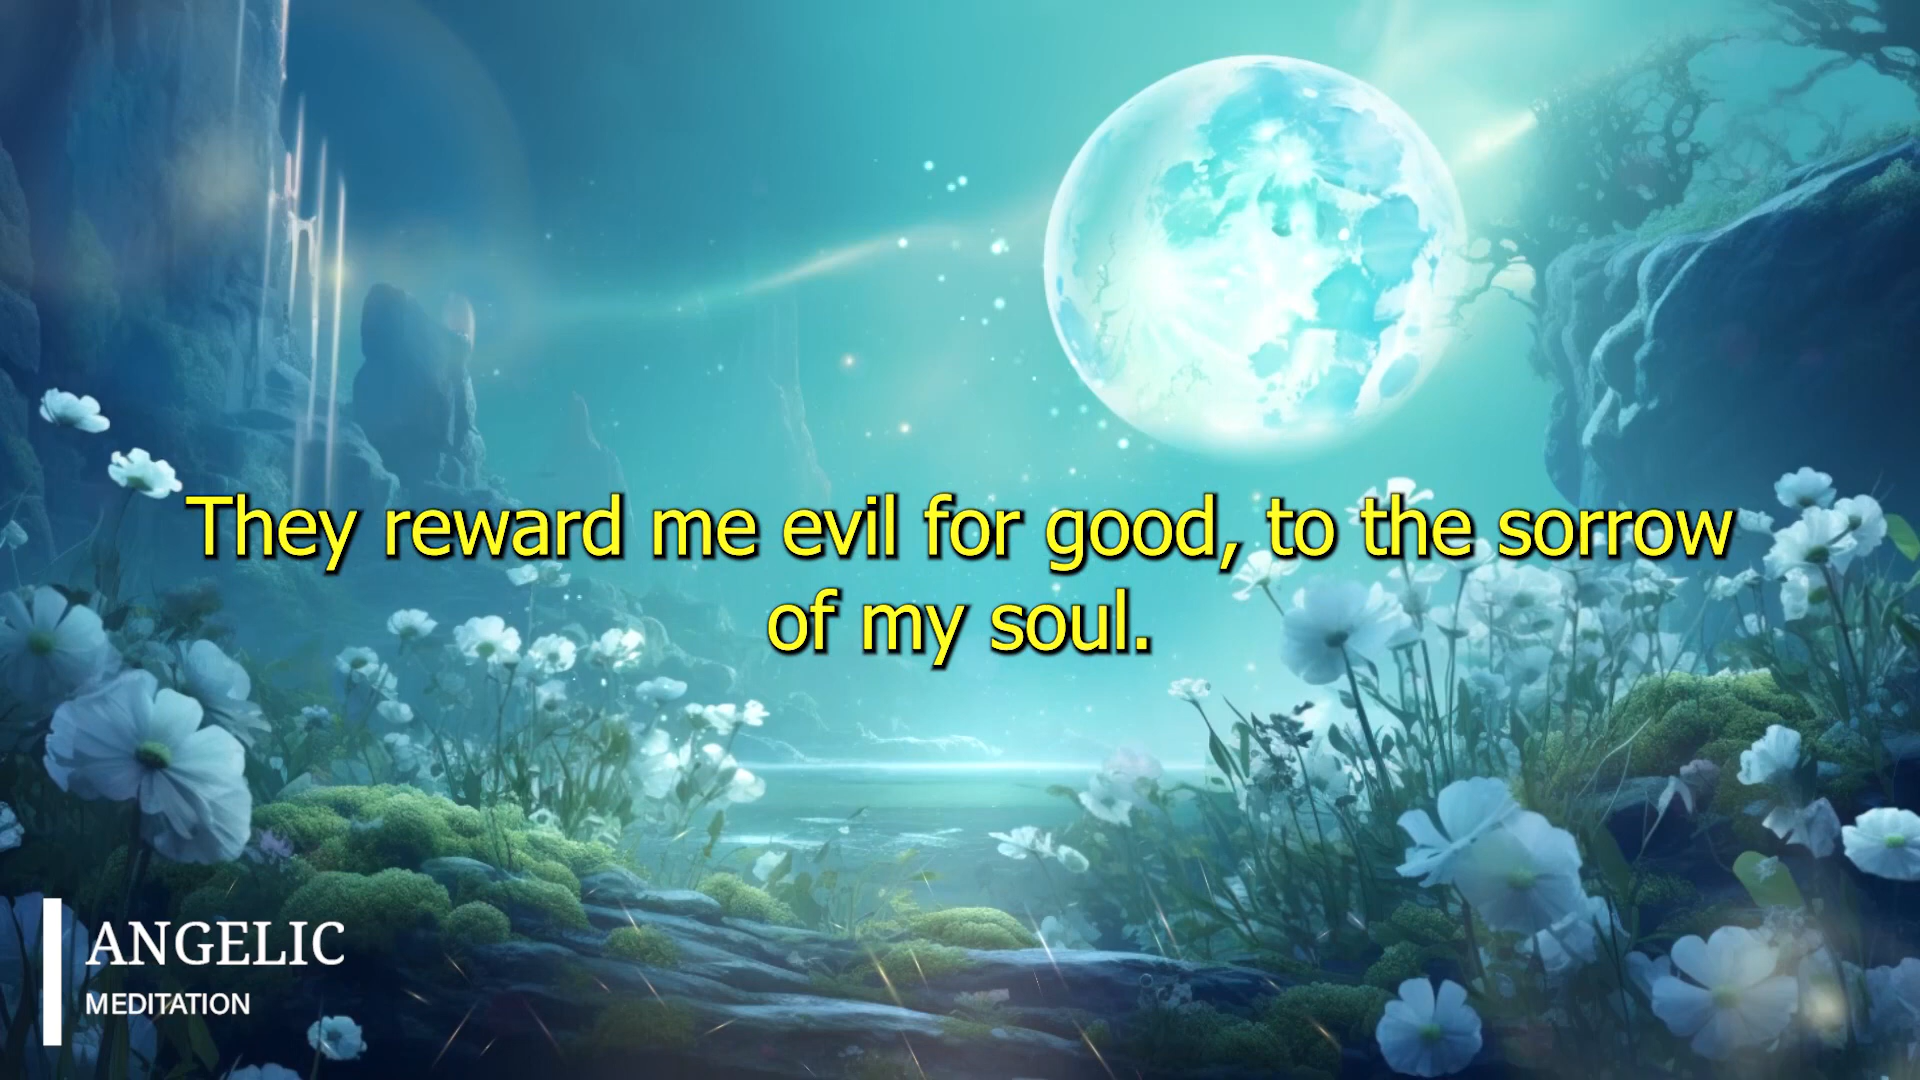 They reward me evil for good, to the sorrow
of my soul.
ANGELIC
MEDITATION